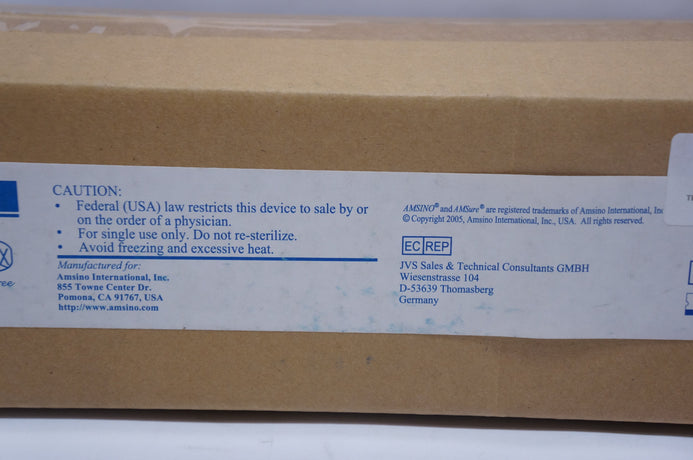 CAUTION:
• Federal (USA) law restricts this device to sale by or
on the order of a physician.
• For single use only. Do not re-sterilize.
• Avoid freezing and excessive heat.
Manufactured for:
Amsino International, Inc.
855 Towne Center Dr.
Pomona, CA 91767, USA
http://www.amsino.com
AMSINO® and AMSure® are registered trademarks of Amsino International, Inc
© Copyright 2005, Amsino International, Inc., USA. All rights reserved.
EC REP
JVS Sales & Technical Consultants GMBH
Wiesenstrasse 104
D-53639 Thomasberg
Germany